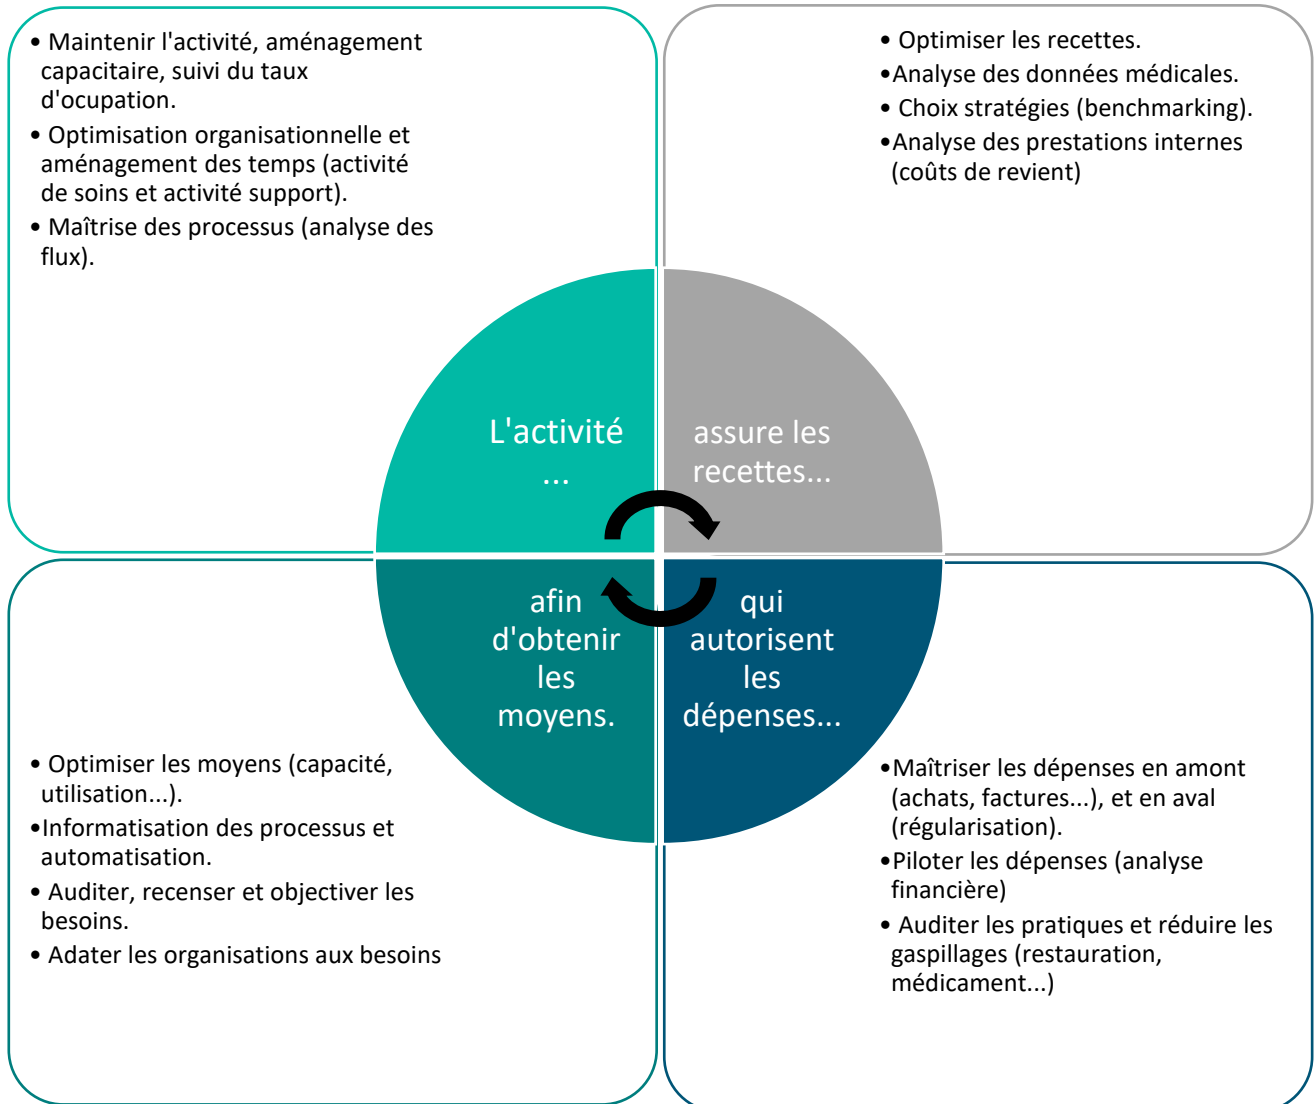 • Maintenir l'activité, aménagement
capacitaire, suivi du taux
d'ocupation.
• Optimisation organisationnelle et
aménagement des temps (activité
de soins et activité support).
• Maîtrise des processus (analyse des
flux).
• Optimiser les recettes.
•Analyse des données médicales.
• Choix stratégies (benchmarking).
•Analyse des prestations internes
(coûts de revient)
L'activité
...
assure les
recettes...
afin
d'obtenir
les
moyens.
qui
autorisent
les
dépenses...
• Optimiser les moyens (capacité,
utilisation...).
•Informatisation des processus et
automatisation.
• Auditer, recenser et objectiver les
besoins.
• Adater les organisations aux besoins
•Maîtriser les dépenses en amont
(achats, factures...), et en aval
(régularisation).
•Piloter les dépenses (analyse
financière)
• Auditer les pratiques et réduire les
gaspillages (restauration,
médicament...)